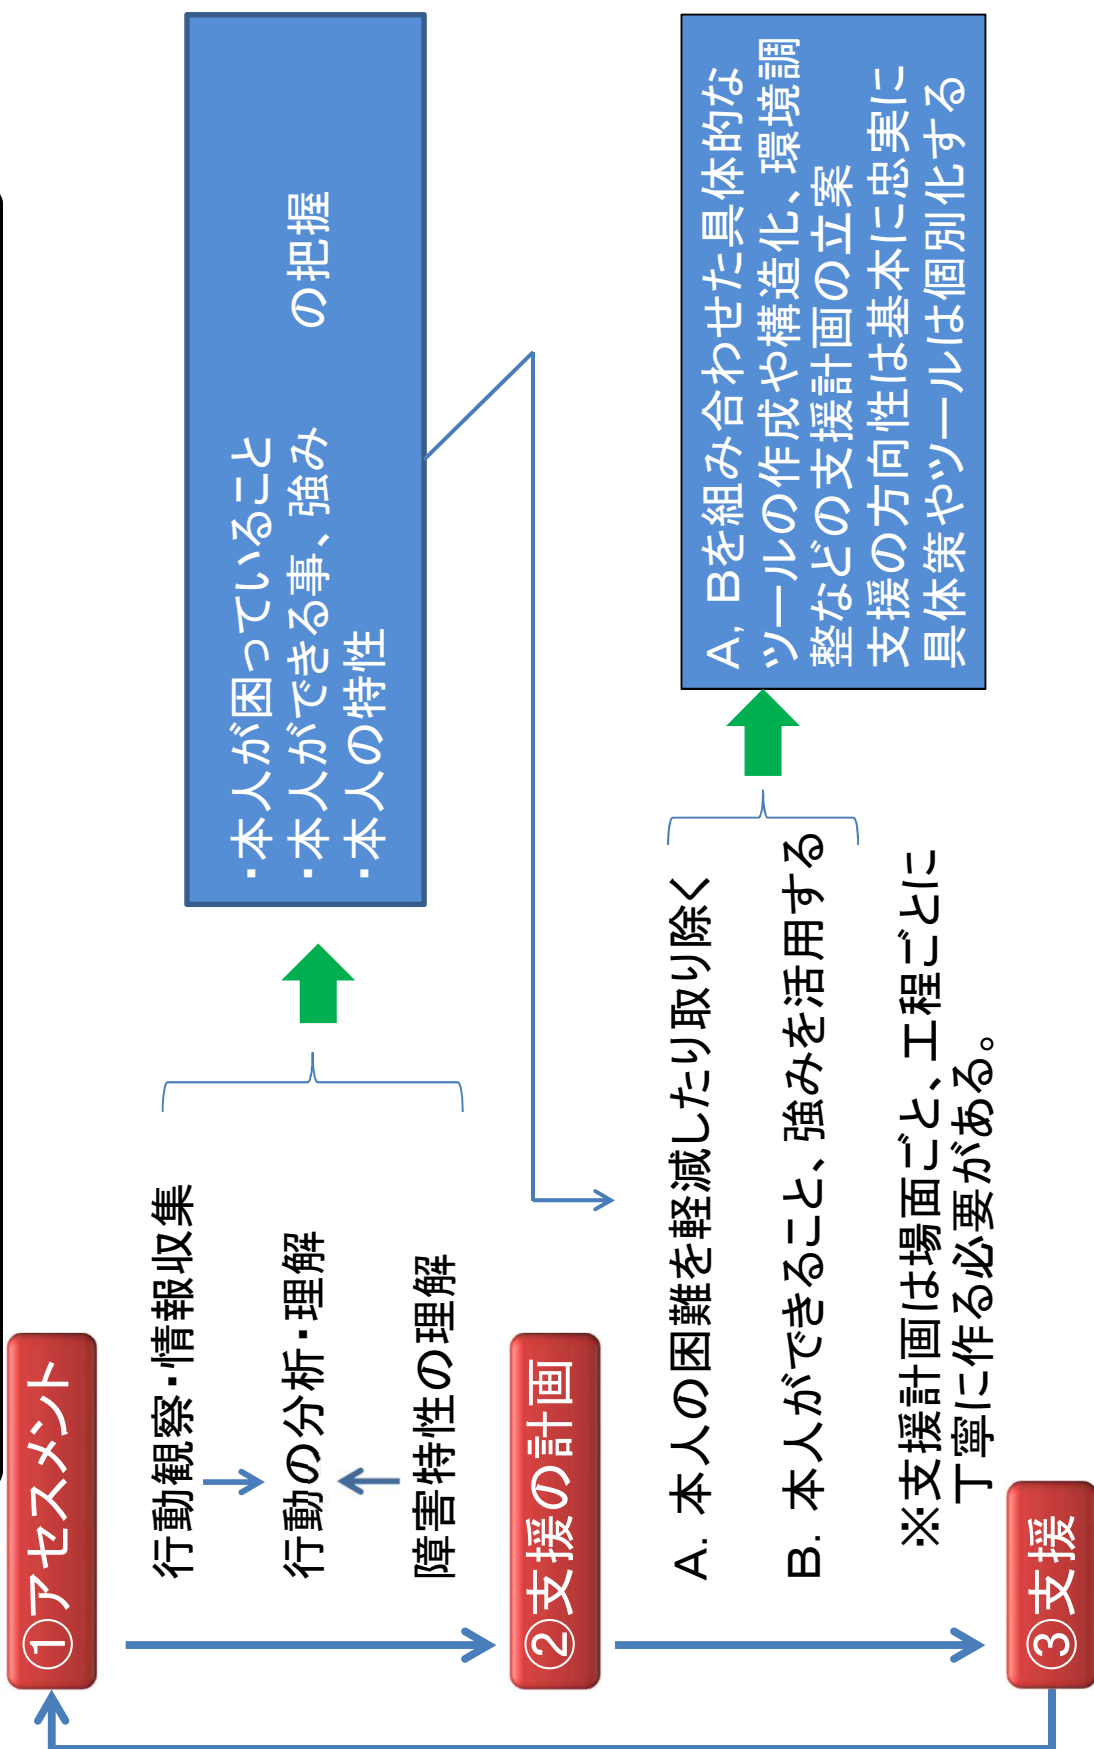 ①アセスメント
行動観察・情報収集
行動の分析・理解
障害特性の理解
・本人が困っていること
・本人ができる事、強み　の把握
・本人の特性
②支援の計画
A. 本人の困難を軽減したり取り除く
B. 本人ができること、強みを活用する
※支援計画は場面ごと、工程ごとに
丁寧に作る必要がある。
A, Bを組み合わせた具体的な
ツールの作成や構造化、環境調
整などの支援計画の立案
支援の方向性は基本に忠実に
具体策やツールは個別化する
③支援